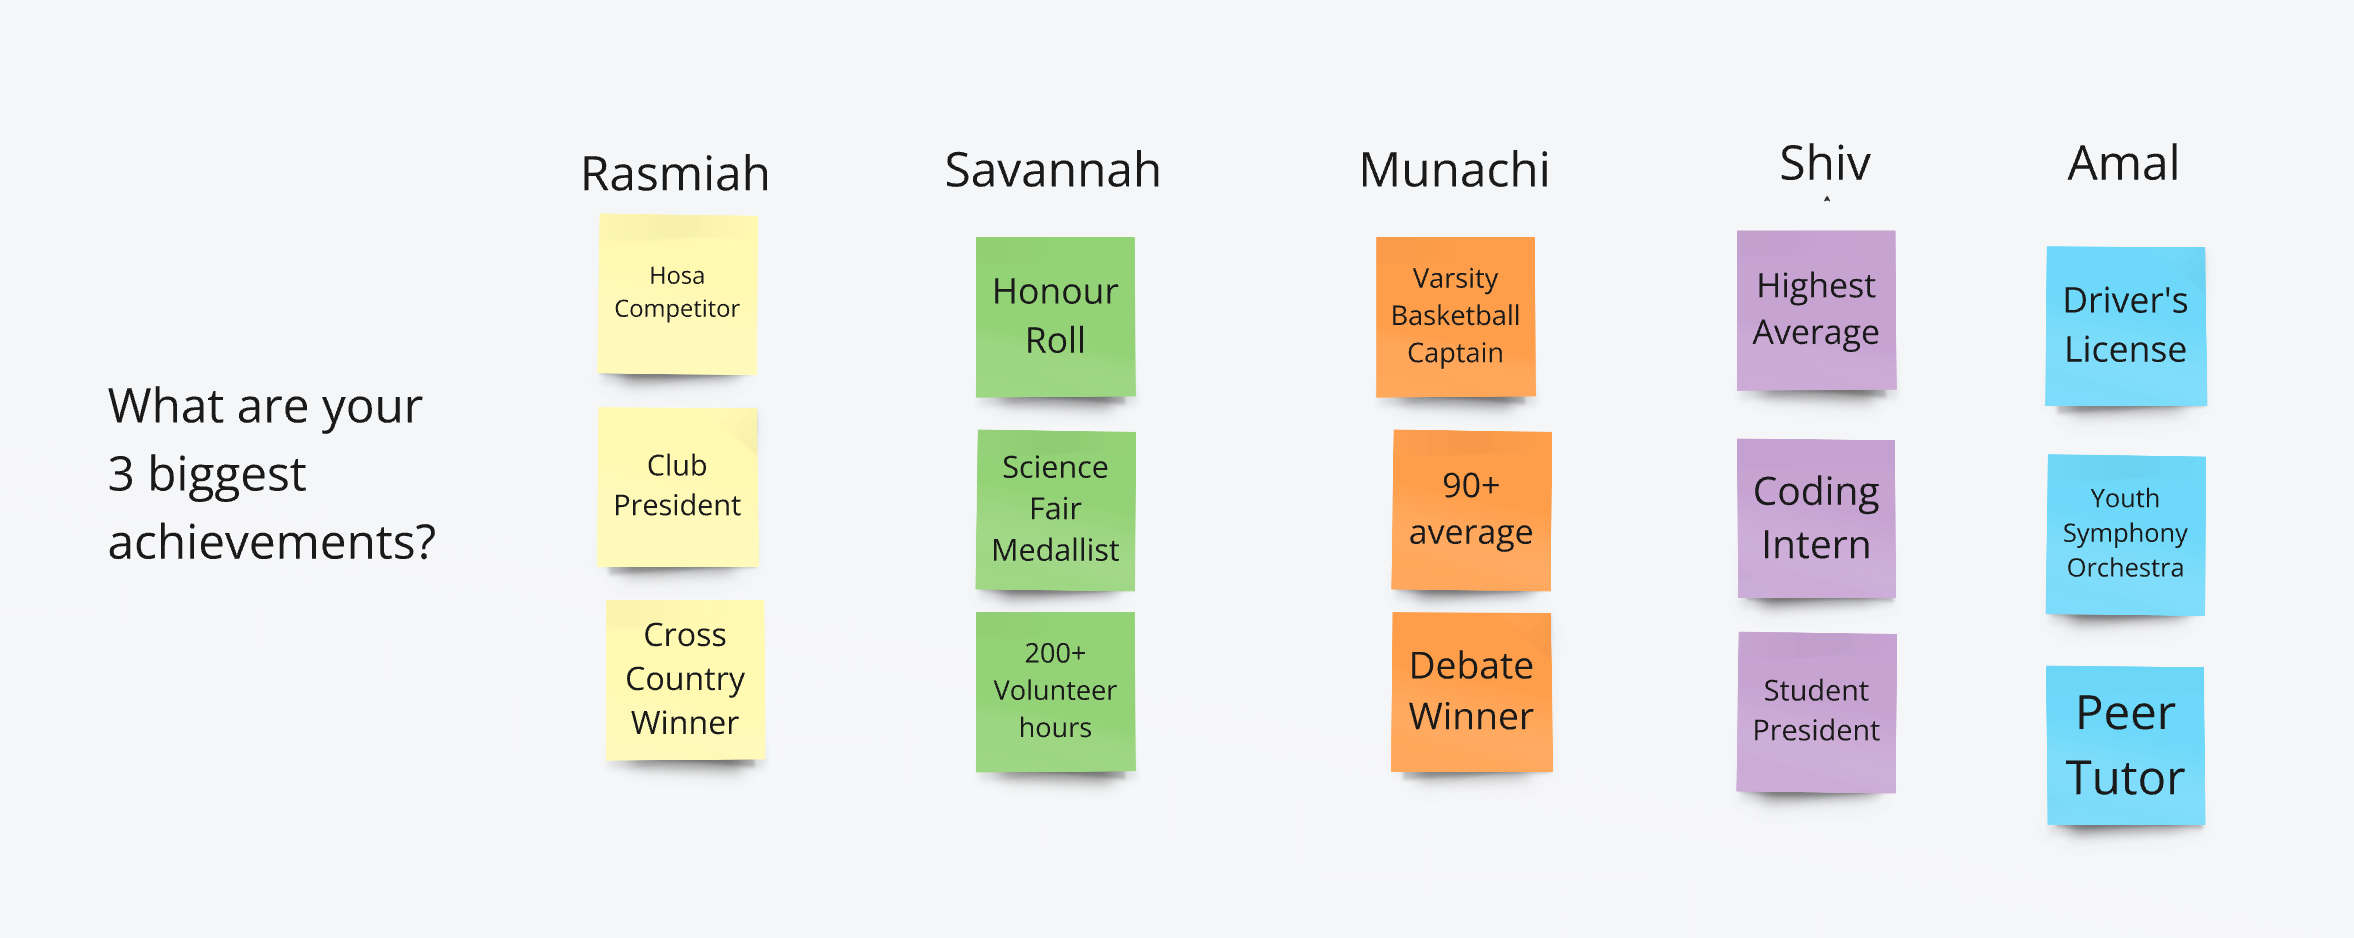 What are your
3 biggest
achievements?
Rasmiah
Hosa
Competitor
Club
President
Cross
Country
Winner
Savannah
Honour
Roll
Science
Fair
Medallist
200+
Volunteer
hours
Munachi
Varsity
Basketball
Captain
90+
average
Debate
Winner
Shiv
Highest
Average
Coding
Intern
Student
President
Amal
Driver's
License
Youth
Symphony
Orchestra
Peer
Tutor